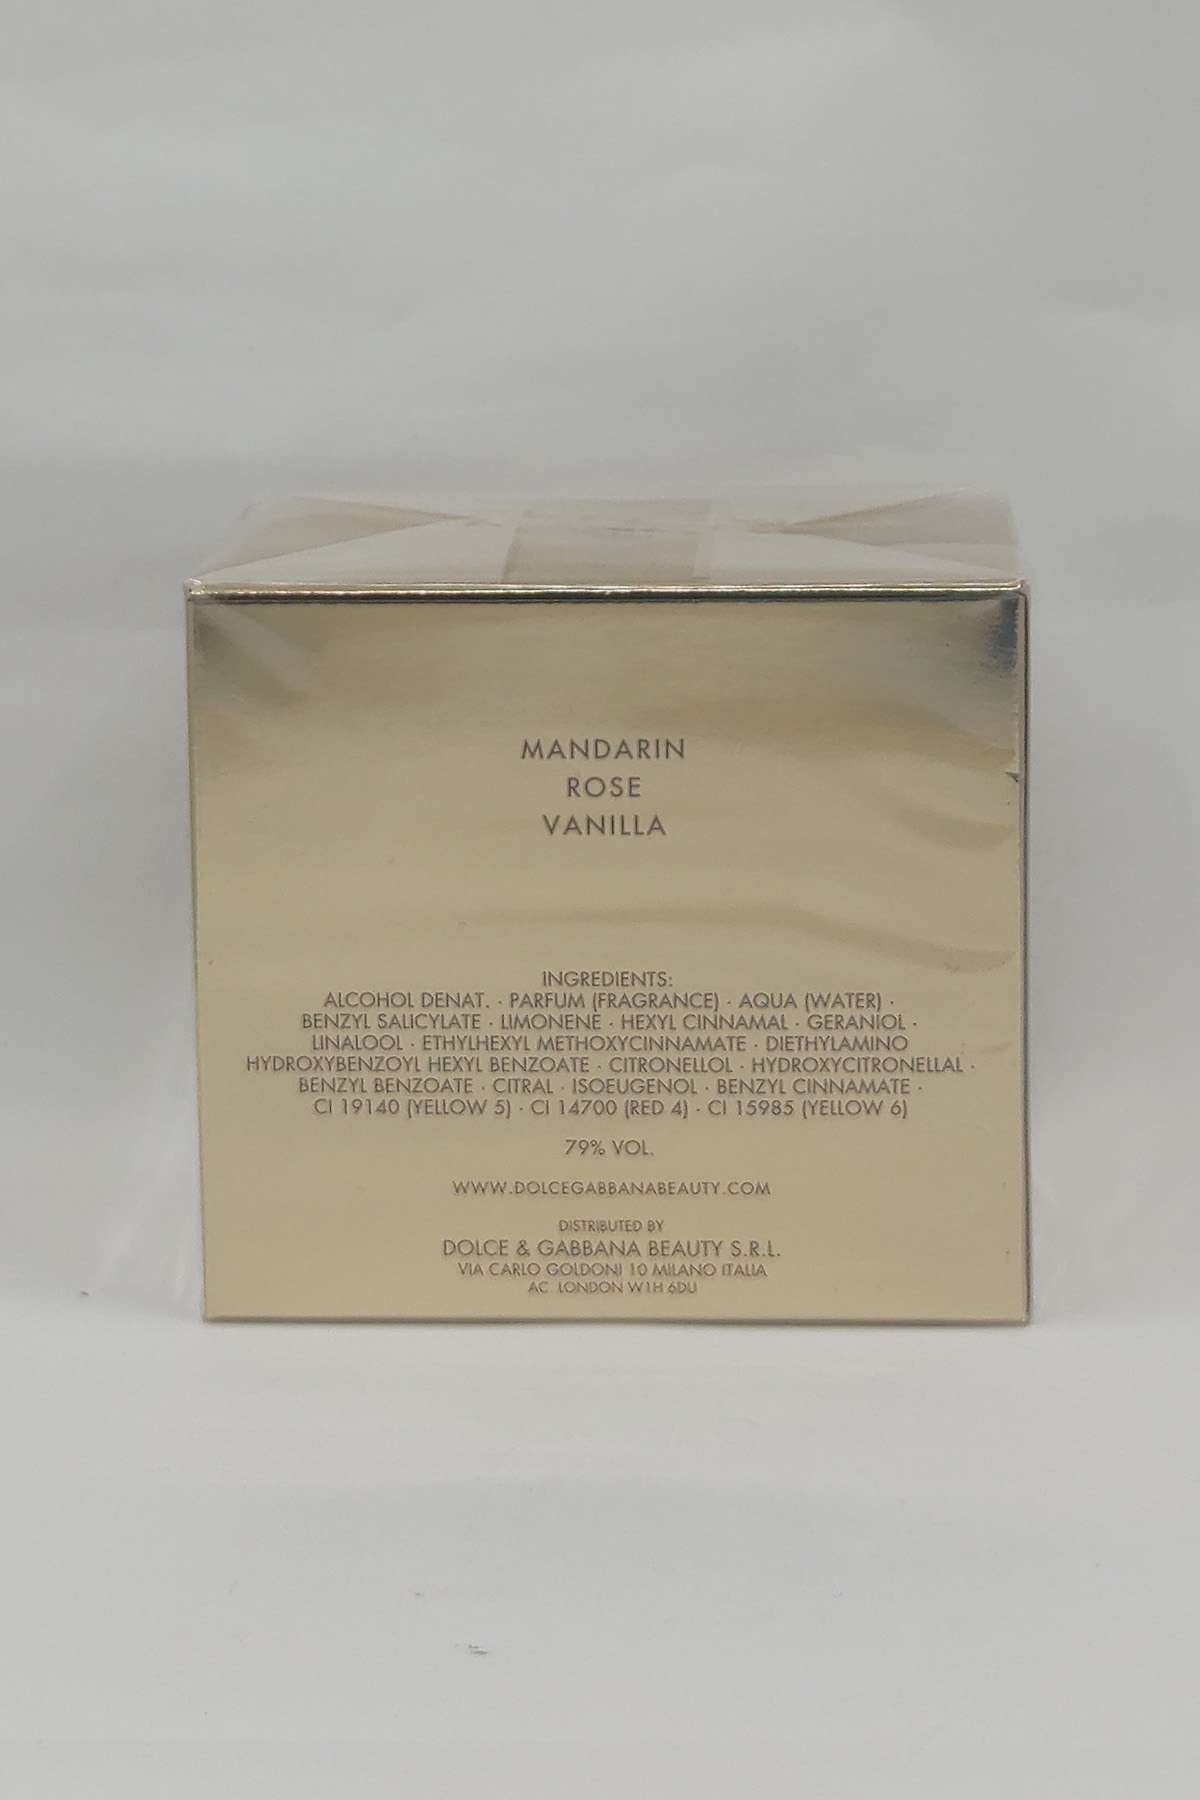 MANDARIN
ROSE
VANILLA
INGREDIENTS:
ALCOHOL DENAT. · PARFUM (FRAGRANCE) · AQUA (WATER) ·
BENZYL SALICYLATE · LIMONENE · HEXYL CINNAMAL · GERANIOL ·
LINALOOL · ETHYLHEXYL METHOXYCINNAMATE · DIETHYLAMINO
HYDROXYBENZOYL HEXYL BENZOATE · CITRONELLOL · HYDROXYCITRONELLAL ·
BENZYL BENZOATE · CITRAL · ISOEUGENOL · BENZYL CINNAMATE ·
CI 19140 (YELLOW 5) · CI 14700 (RED 4) · CI 15985 (YELLOW 6)
79% VOL.
WWW.DOLCEGABBANABEAUTY.COM
DISTRIBUTED BY
DOLCE & GABBANA BEAUTY S.R.L.
VIA CARLO GOLDONI 10 MILANO ITALIA
AC. LONDON W1H 6DU